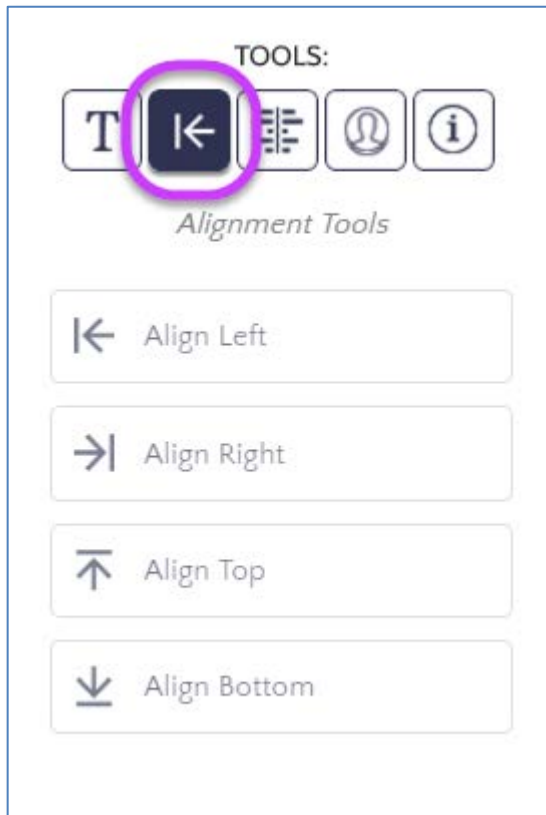 TOOLS:
T
Alignment Tools
Align Left
Align Right
Align Top
Align Bottom